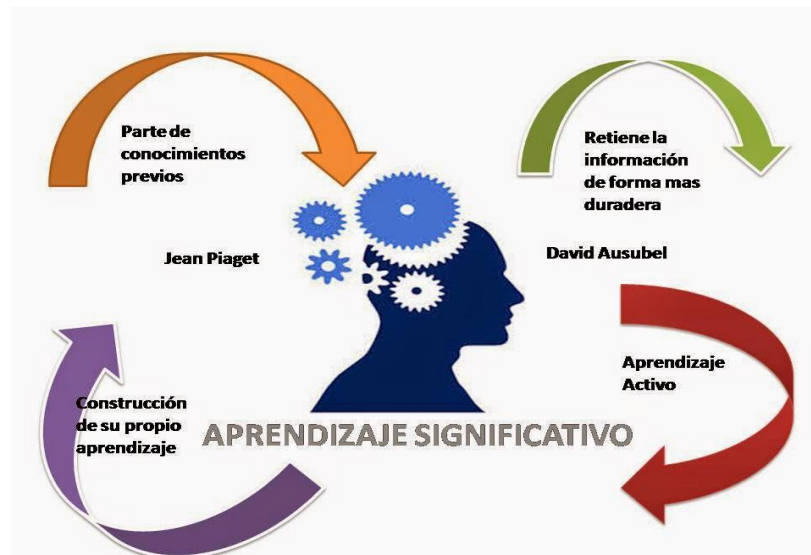 Parte de
conocimientos
previos
Retiene la
información
de forma mas
duradera
Jean Piaget
David Ausubel
Aprendizaje
Activo
Construcción
de su propio
aprendizaje
APRENDIZAJE SIGNIFICATIVO